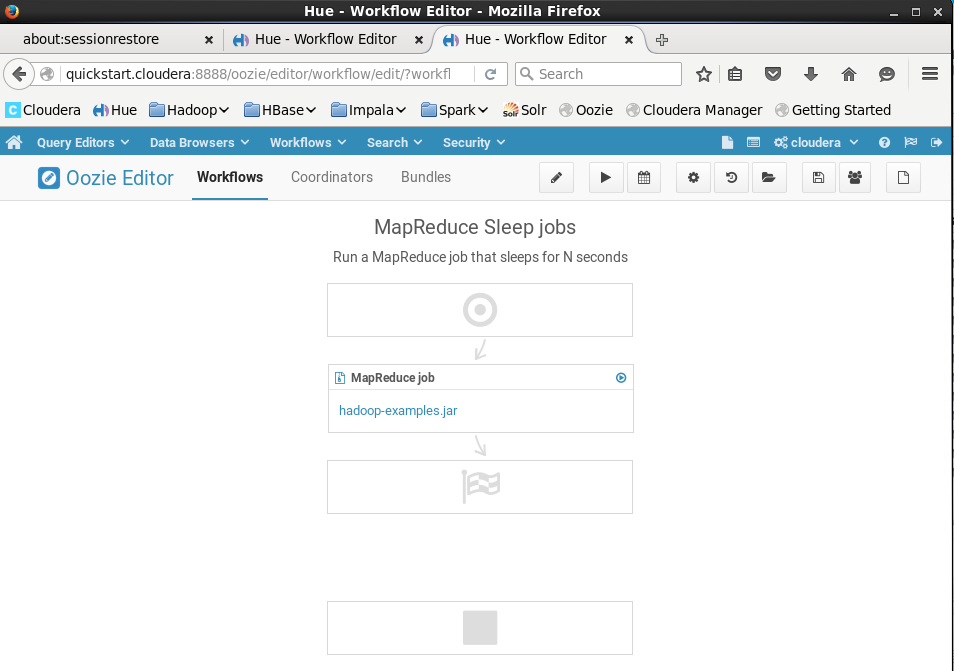 Hue - Workflow Editor - Mozilla Firefox
about:sessionrestore Hue - Workflow Editor Hue - Workflow Editor
quickstart.cloudera:8888/oozie/editor/workflow/edit/?workfl Search
Cloudera Hue Hadoop HBase Impala Spark Solr Oozie Cloudera Manager Getting Started
Query Editors Data Browsers Workflows Search Security cloudera
Oozie Editor Workflows Coordinators Bundles
MapReduce Sleep jobs
Run a MapReduce job that sleeps for N seconds
MapReduce job
hadoop-examples.jar